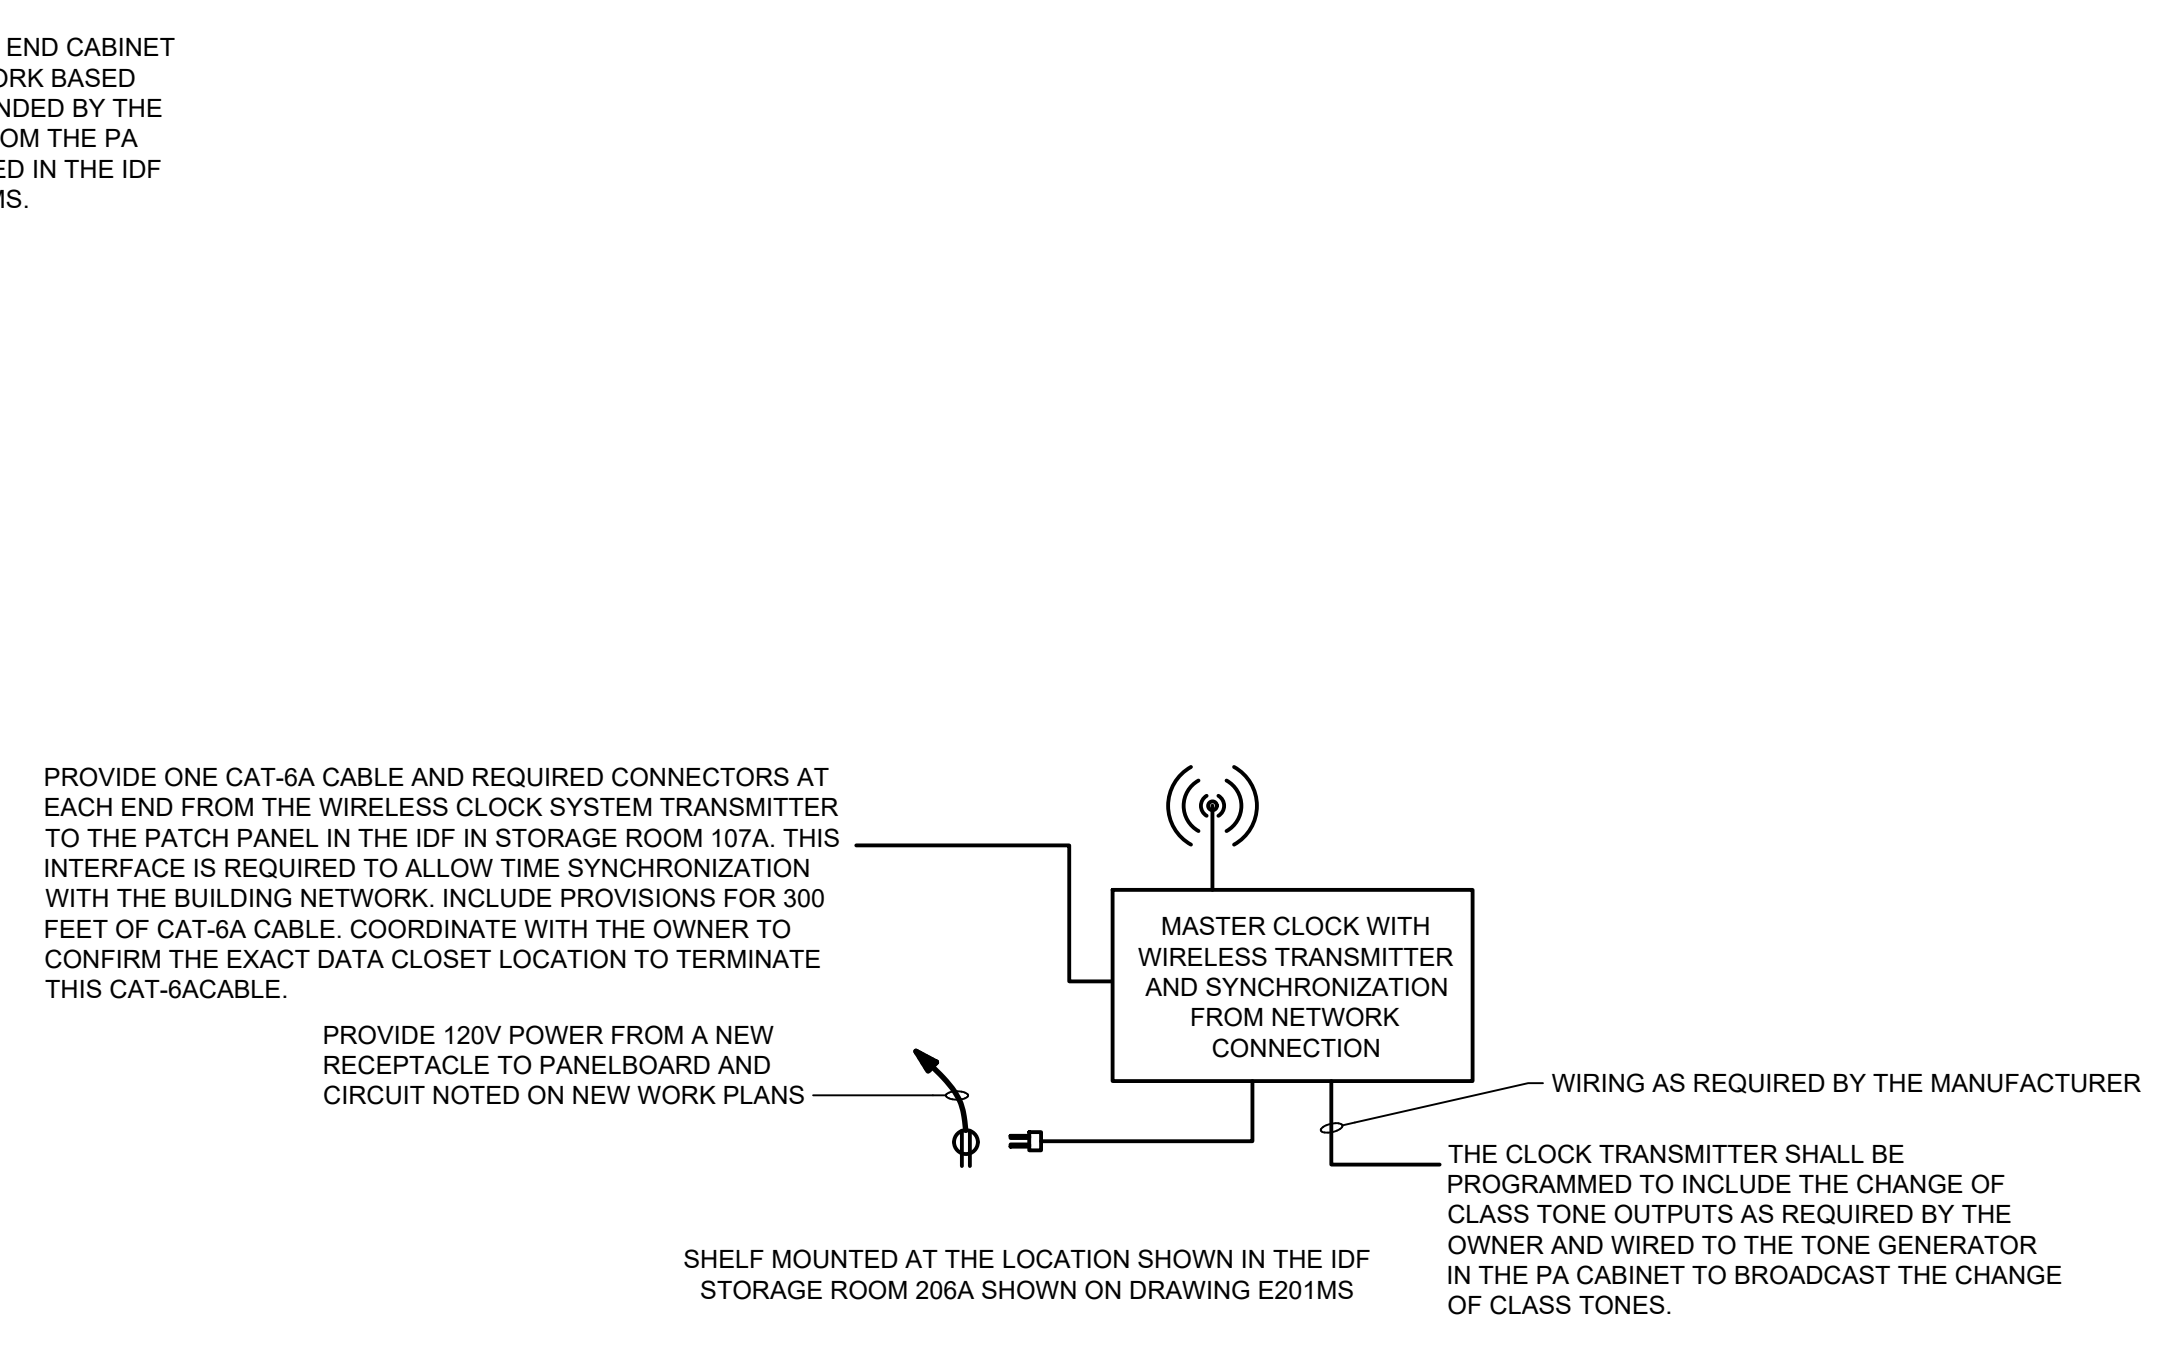 END CABINET
BASED
BY THE
THE PA
IN THE IDF
PROVIDE ONE CAT-6A CABLE AND REQUIRED CONNECTORS AT
EACH END FROM THE WIRELESS CLOCK SYSTEM TRANSMITTER
TO THE PATCH PANEL IN THE IDF IN STORAGE ROOM 107A. THIS
INTERFACE IS REQUIRED TO ALLOW TIME SYNCHRONIZATION
WITH THE BUILDING NETWORK. INCLUDE PROVISIONS FOR 300
FEET OF CAT-6A CABLE. COORDINATE WITH THE OWNER TO
CONFIRM THE EXACT DATA CLOSET LOCATION TO TERMINATE
THIS CAT-6ACABLE.
PROVIDE 120V POWER FROM A NEW
RECEPTACLE TO PANELBOARD AND
CIRCUIT NOTED ON NEW WORK PLANS
MASTER CLOCK WITH
WIRELESS TRANSMITTER
AND SYNCHRONIZATION
FROM NETWORK
CONNECTION
WIRING AS REQUIRED BY THE MANUFACTURER
THE CLOCK TRANSMITTER SHALL BE
PROGRAMMED TO INCLUDE THE CHANGE OF
CLASS TONE OUTPUTS AS REQUIRED BY THE
OWNER AND WIRED TO THE TONE GENERATOR
IN THE PA CABINET TO BROADCAST THE CHANGE
OF CLASS TONES.
SHELF MOUNTED AT THE LOCATION SHOWN IN THE IDF
STORAGE ROOM 206A SHOWN ON DRAWING E201MS